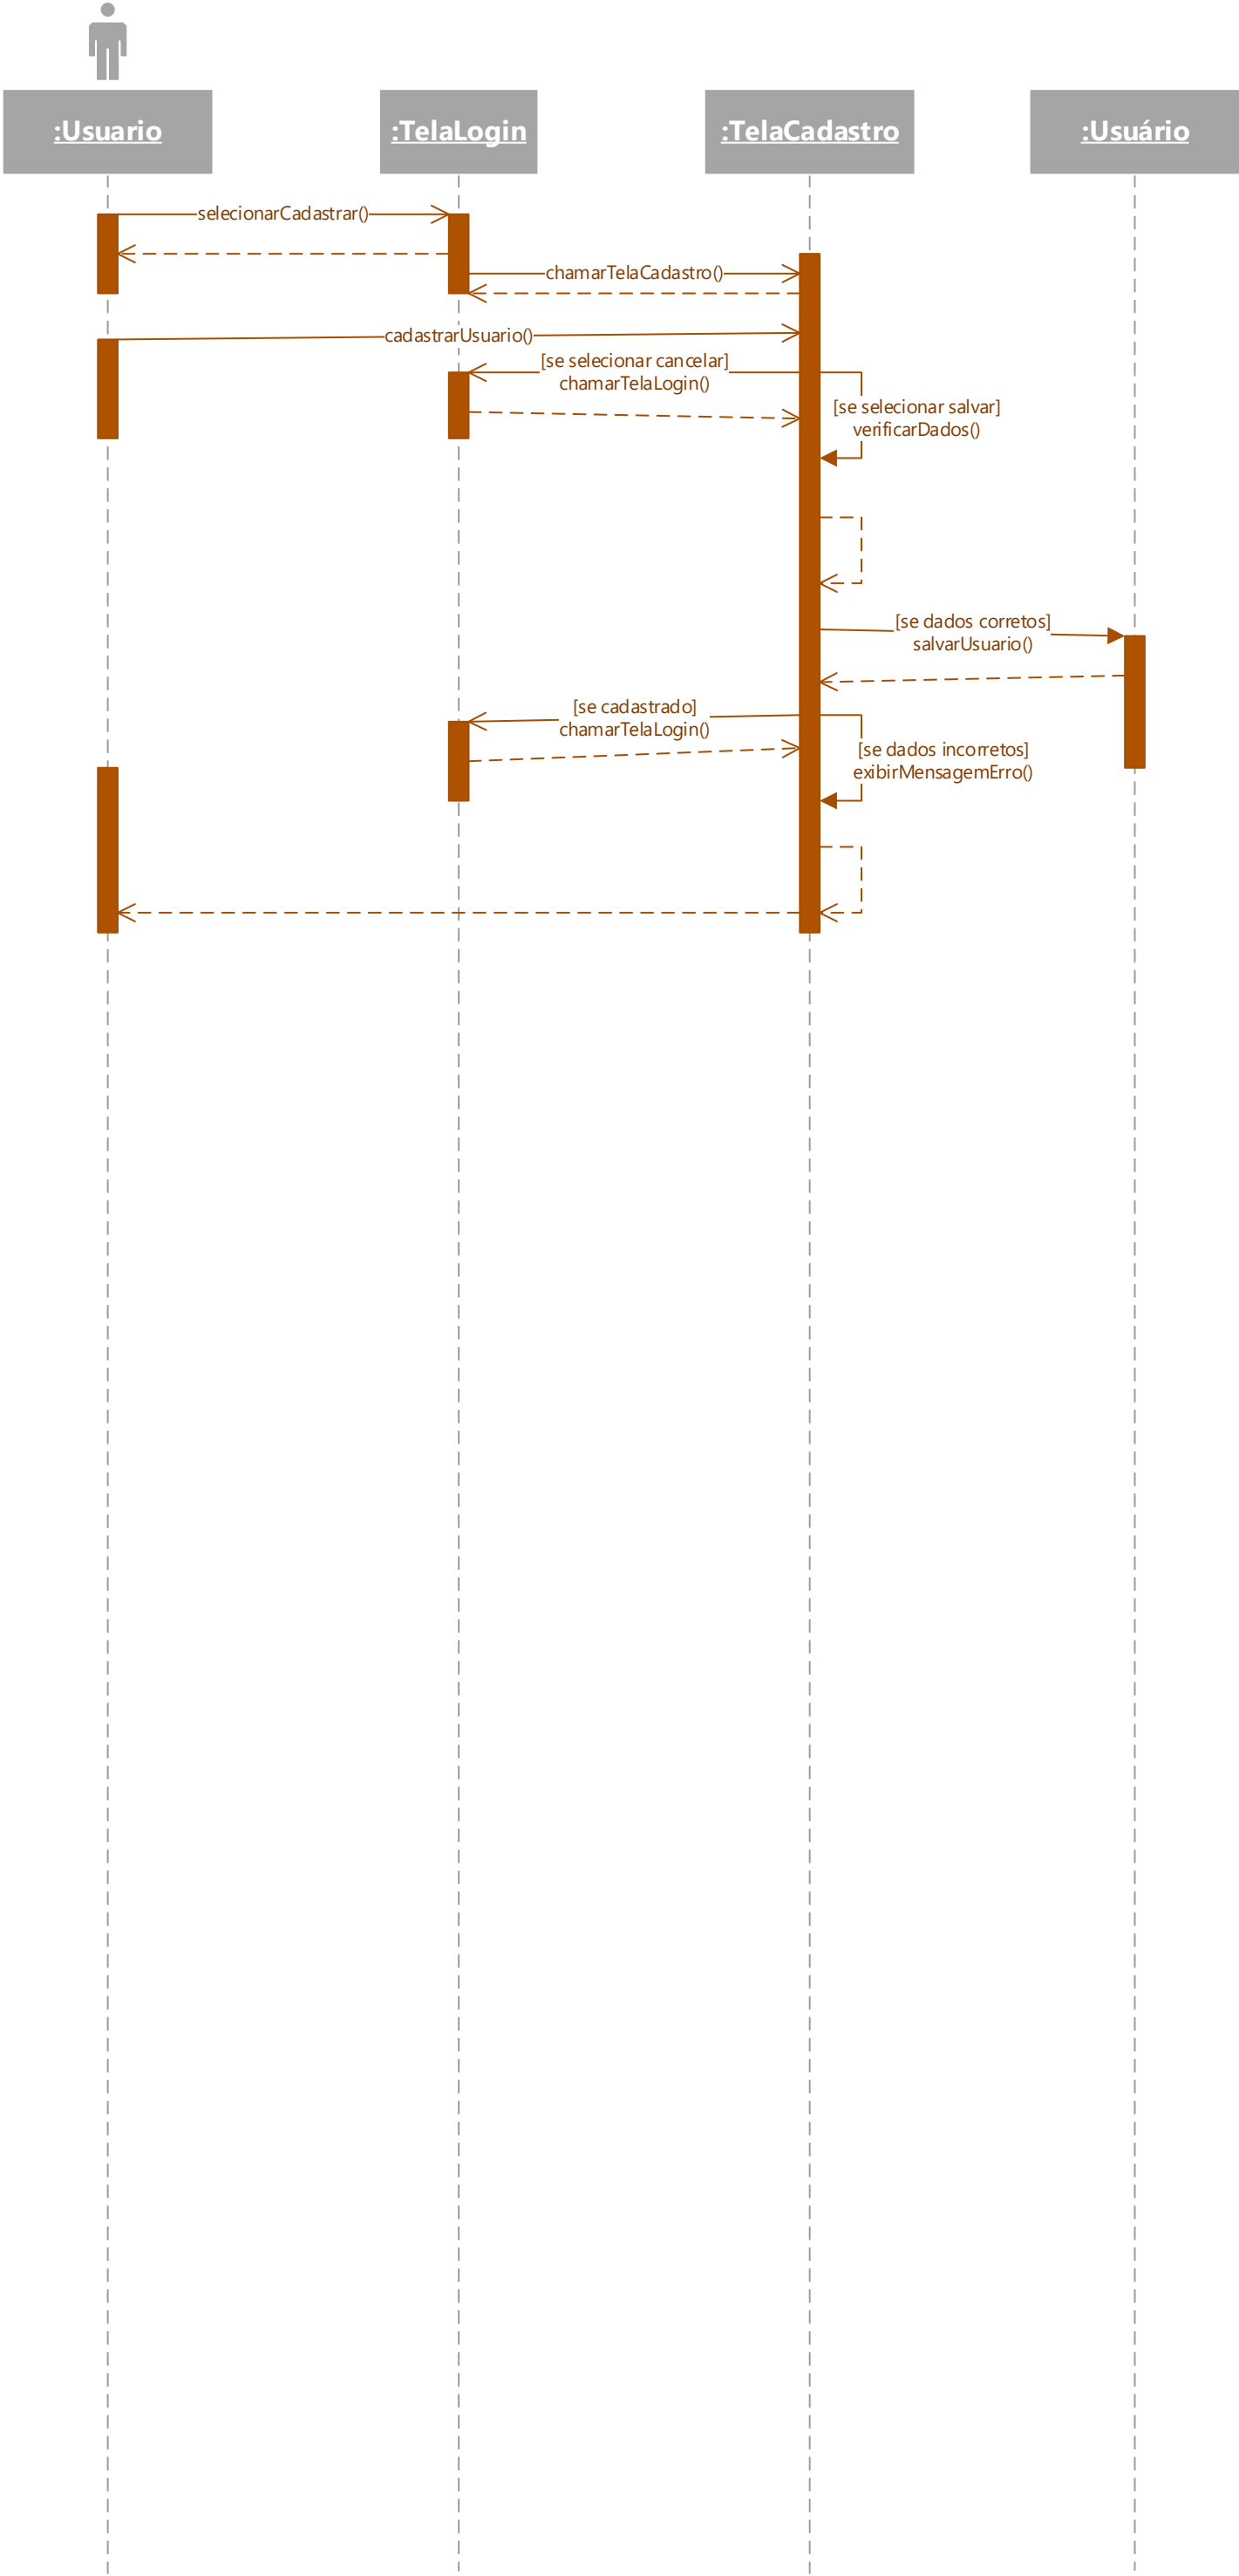 :Usuario
:TelaLogin
:TelaCadastro
:Usuário
selecionarCadastrar()
chamarTelaCadastro()
cadastrarUsuario()
[se selecionar cancelar]
chamarTelaLogin()
[se selecionar salvar]
verificarDados()
[se dados corretos]
salvarUsuario()
[se cadastrado]
chamarTelaLogin()
[se dados incorretos]
exibirMensagemErro()